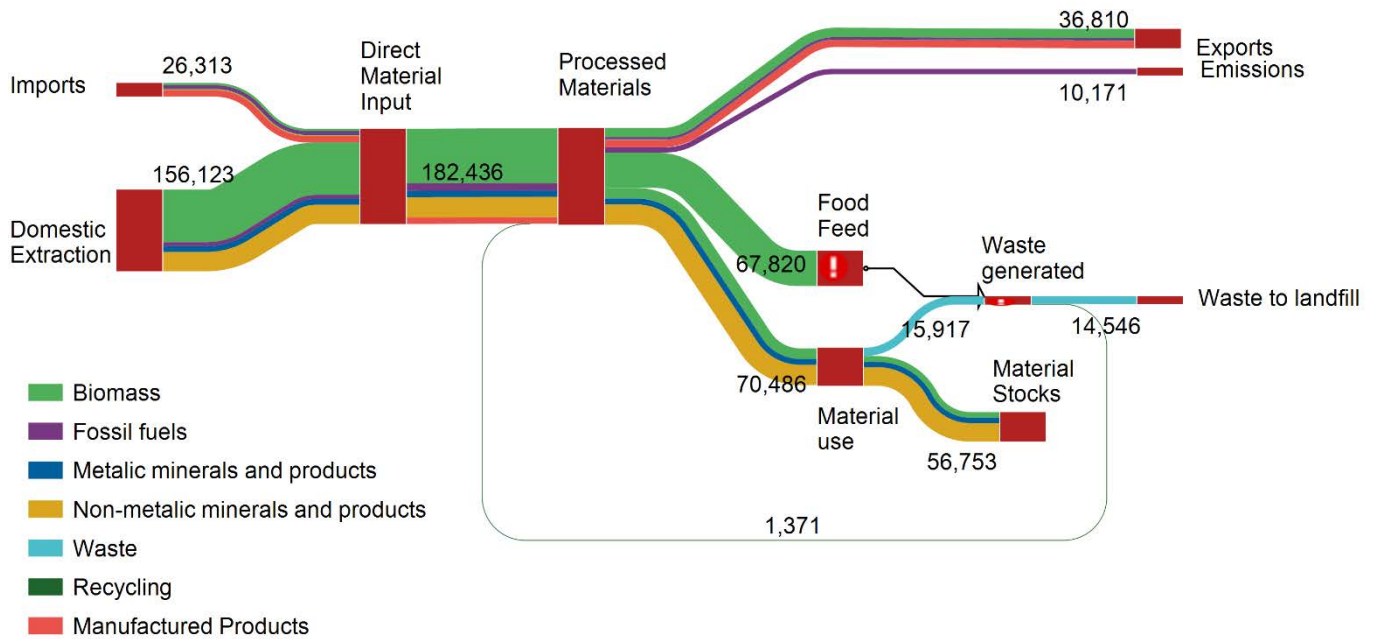 36,810
Exports
Emissions
10,171
Imports
26,313
Direct
Material
Input
Processed
Materials
156,123
182,436
Domestic
Extraction
Food
Feed
67,820
!
Waste
generated
!
Waste to landfill
15,917
14,546
70,486
Material
use
Material
Stocks
56,753
1,371
Biomass
Fossil fuels
Metalic minerals and products
Non-metalic minerals and products
Waste
Recycling
Manufactured Products